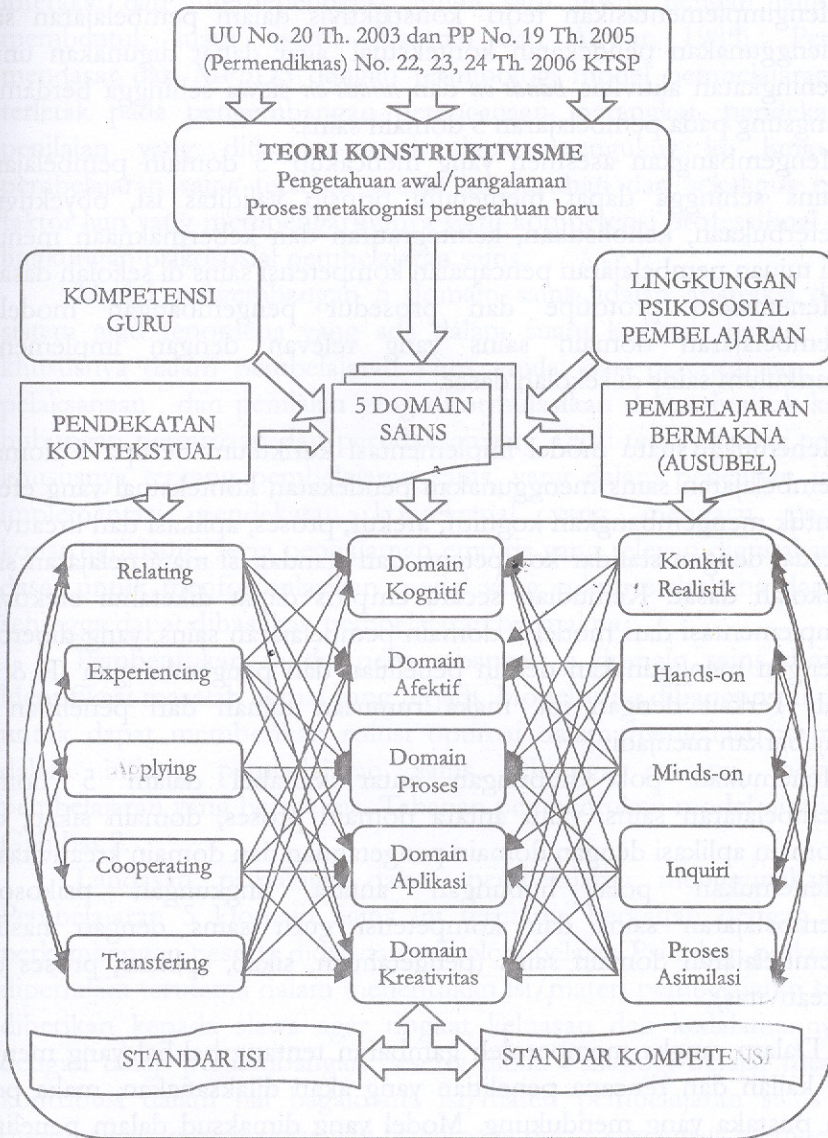 UU No. 20 Th. 2003 dan PP No. 19 Th. 2005
(Permendiknas) No. 22, 23, 24 Th. 2006 KTSP
TEORI KONSTRUKTIVISME
Pengetahuan awal/pangalaman
Proses metakognisi pengetahuan baru
KOMPETENSI
GURU
LINGKUNGAN
PSIKOSOSIAL
PEMBELAJARAN
PENDEKATAN
KONTEKSTUAL
5 DOMAIN
SAINS
PEMBELAJARAN
BERMAKNA
(AUSUBEL)
Relating
Experiencing
Applying
Cooperating
Transfering
Domain
Kognitif
Domain
Afektif
Domain
Proses
Domain
Aplikasi
Domain
Kreativitas
Konkrit
Realistik
Hands-on
Minds-on
Inquiri
Proses
Asimilasi
STANDAR ISI
STANDAR KOMPETENSI